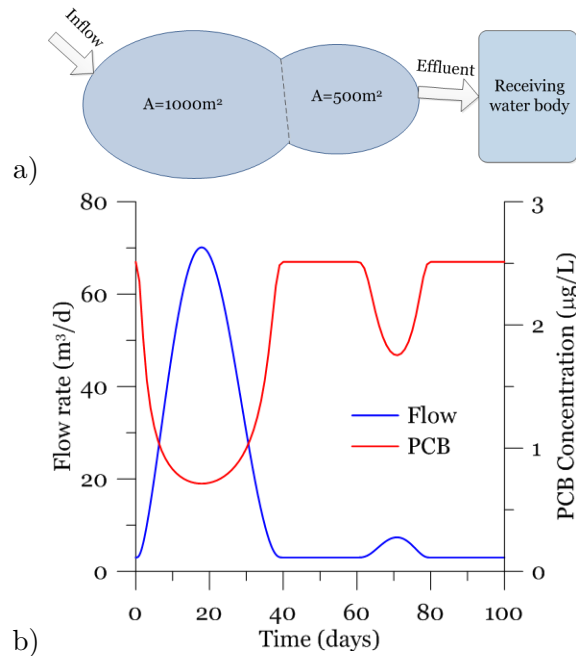 a)
Inflow
A=1000m²
A=500m²
Effluent
Receiving
water body
b)
Flow rate (m³/d)
80
60
40
20
0
PCB Concentration (µg/L)
3
2
1
0
Flow
PCB
0 20 40 60 80 100
Time (days)